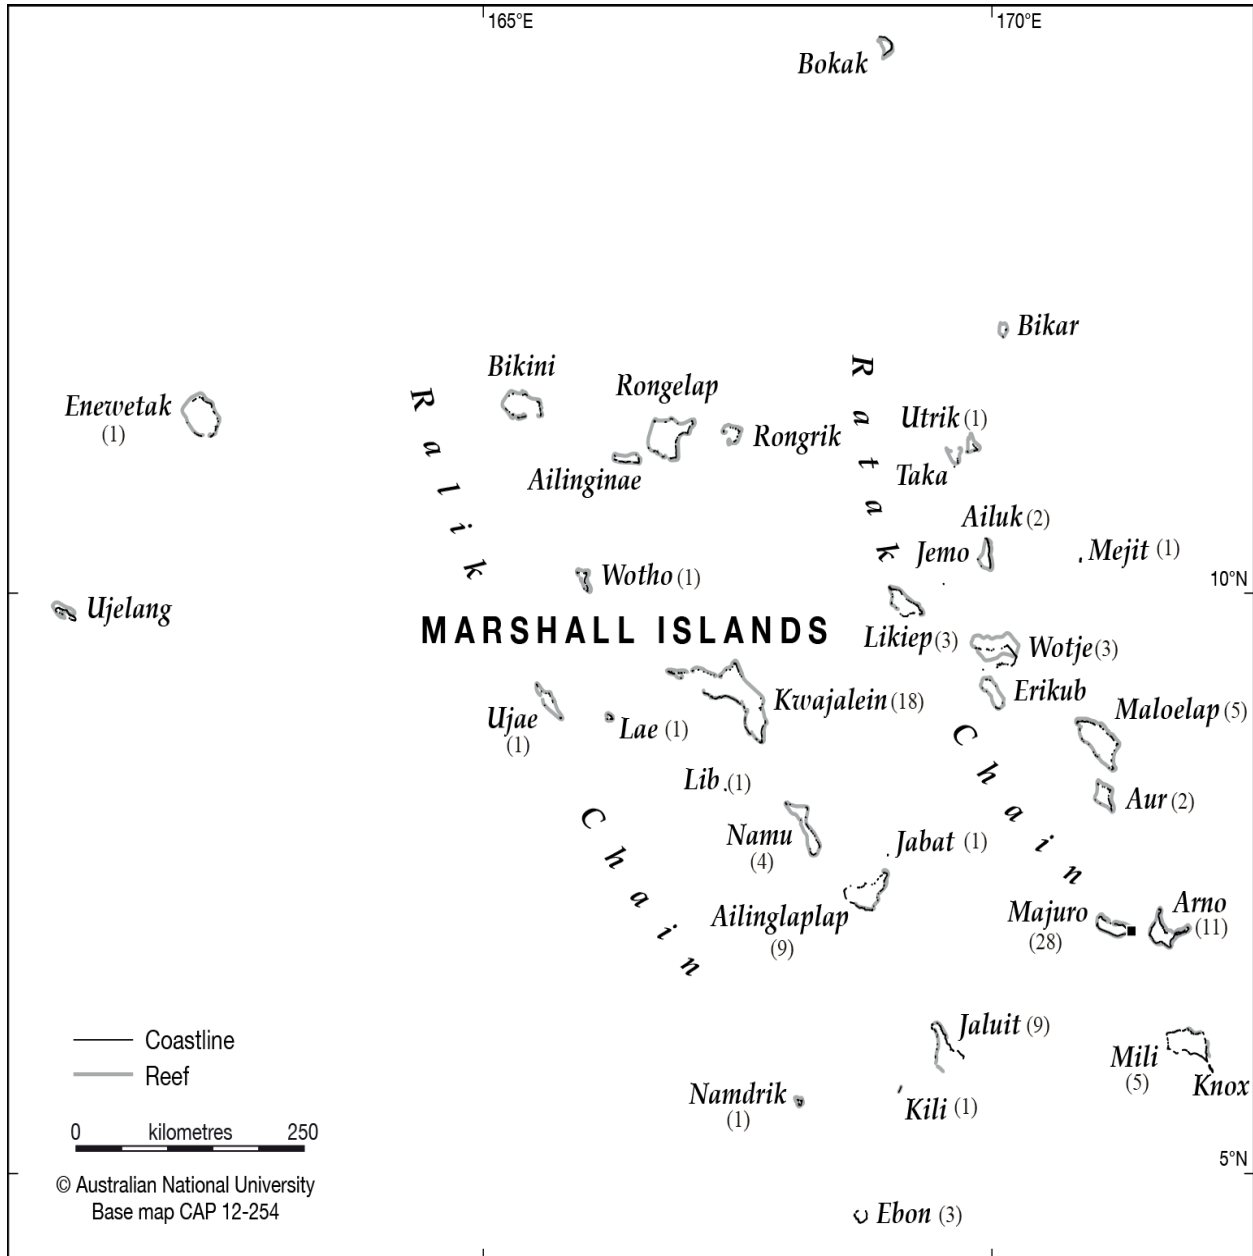 165°E
170°E
Bokak
Bikar
Bikini
Rongelap
Ratak
Ralik
Enewetak
(1)
Utrik (1)
Rongrik
Taka
Ailinginae
Ailuk (2)
Jemo
Mejit (1)
Wotho (1)
10°N
Ujelang
MARSHALL ISLANDS
Likiep (3)
Wotje (3)
Erikub
Kwajalein (18)
Maloelap (5)
Ujae
(1)
Lae (1)
Chain
Lib (1)
Aur (2)
Chain
Namu
(4)
Jabat (1)
Ailinglaplap
(9)
Majuro
(28)
Arno
(11)
Jaluit (9)
Coastline
Reef
Mili
(5)
Knox
Namdrik
(1)
Kili (1)
0 kilometres 250
5°N
© Australian National University
Base map CAP 12-254
Ebon (3)